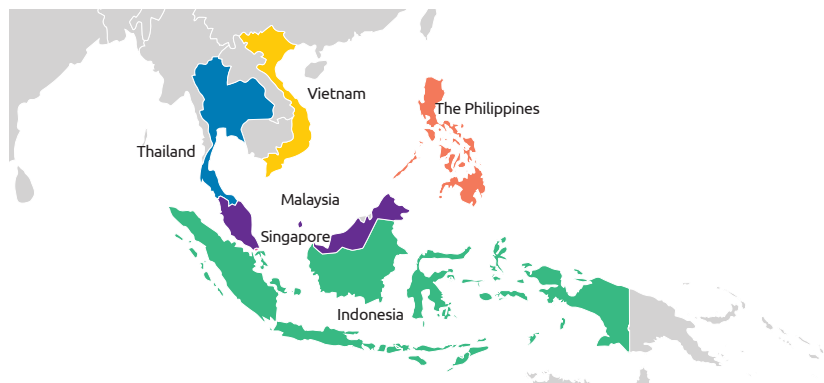 Vietnam
The Philippines
Thailand
Malaysia
Singapore
Indonesia